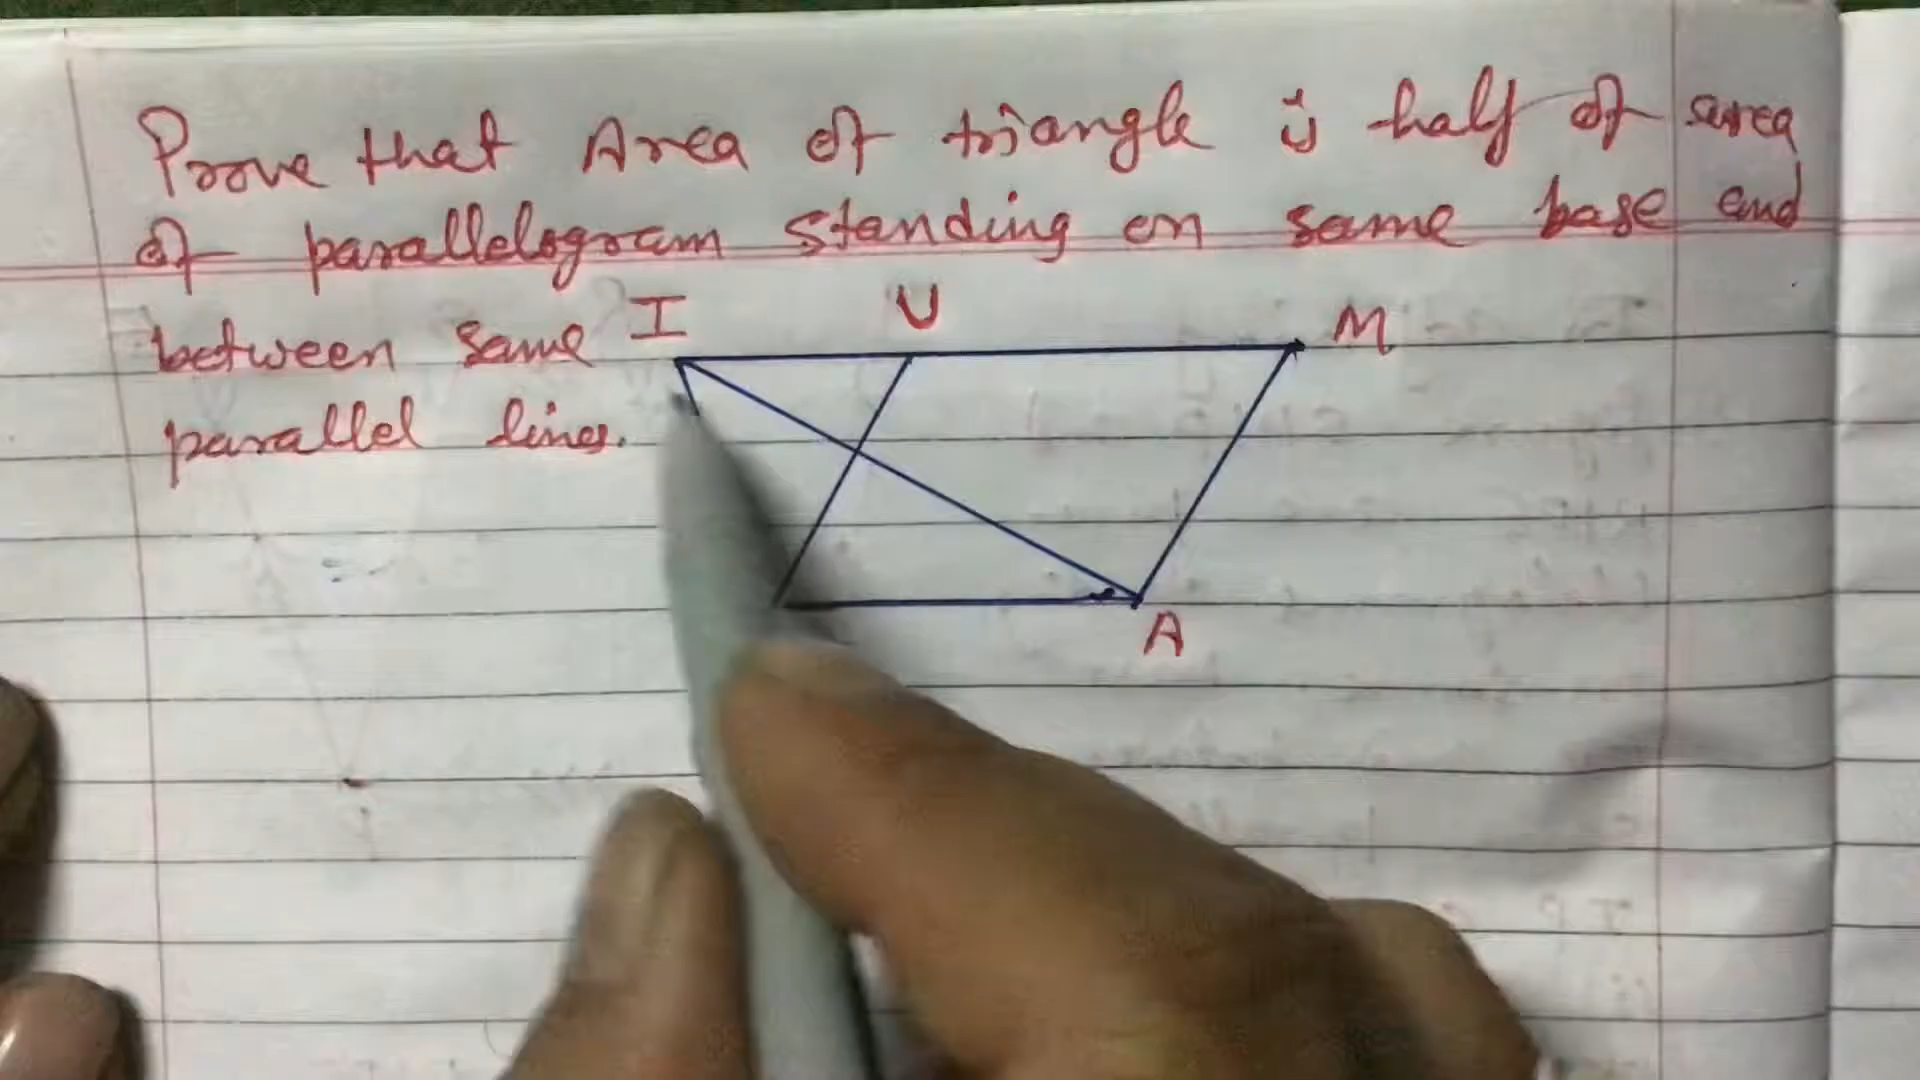 Prove that Area of triangle is half of area
of parallelogram standing on same base and
between same
parallel lines.
I U M
A